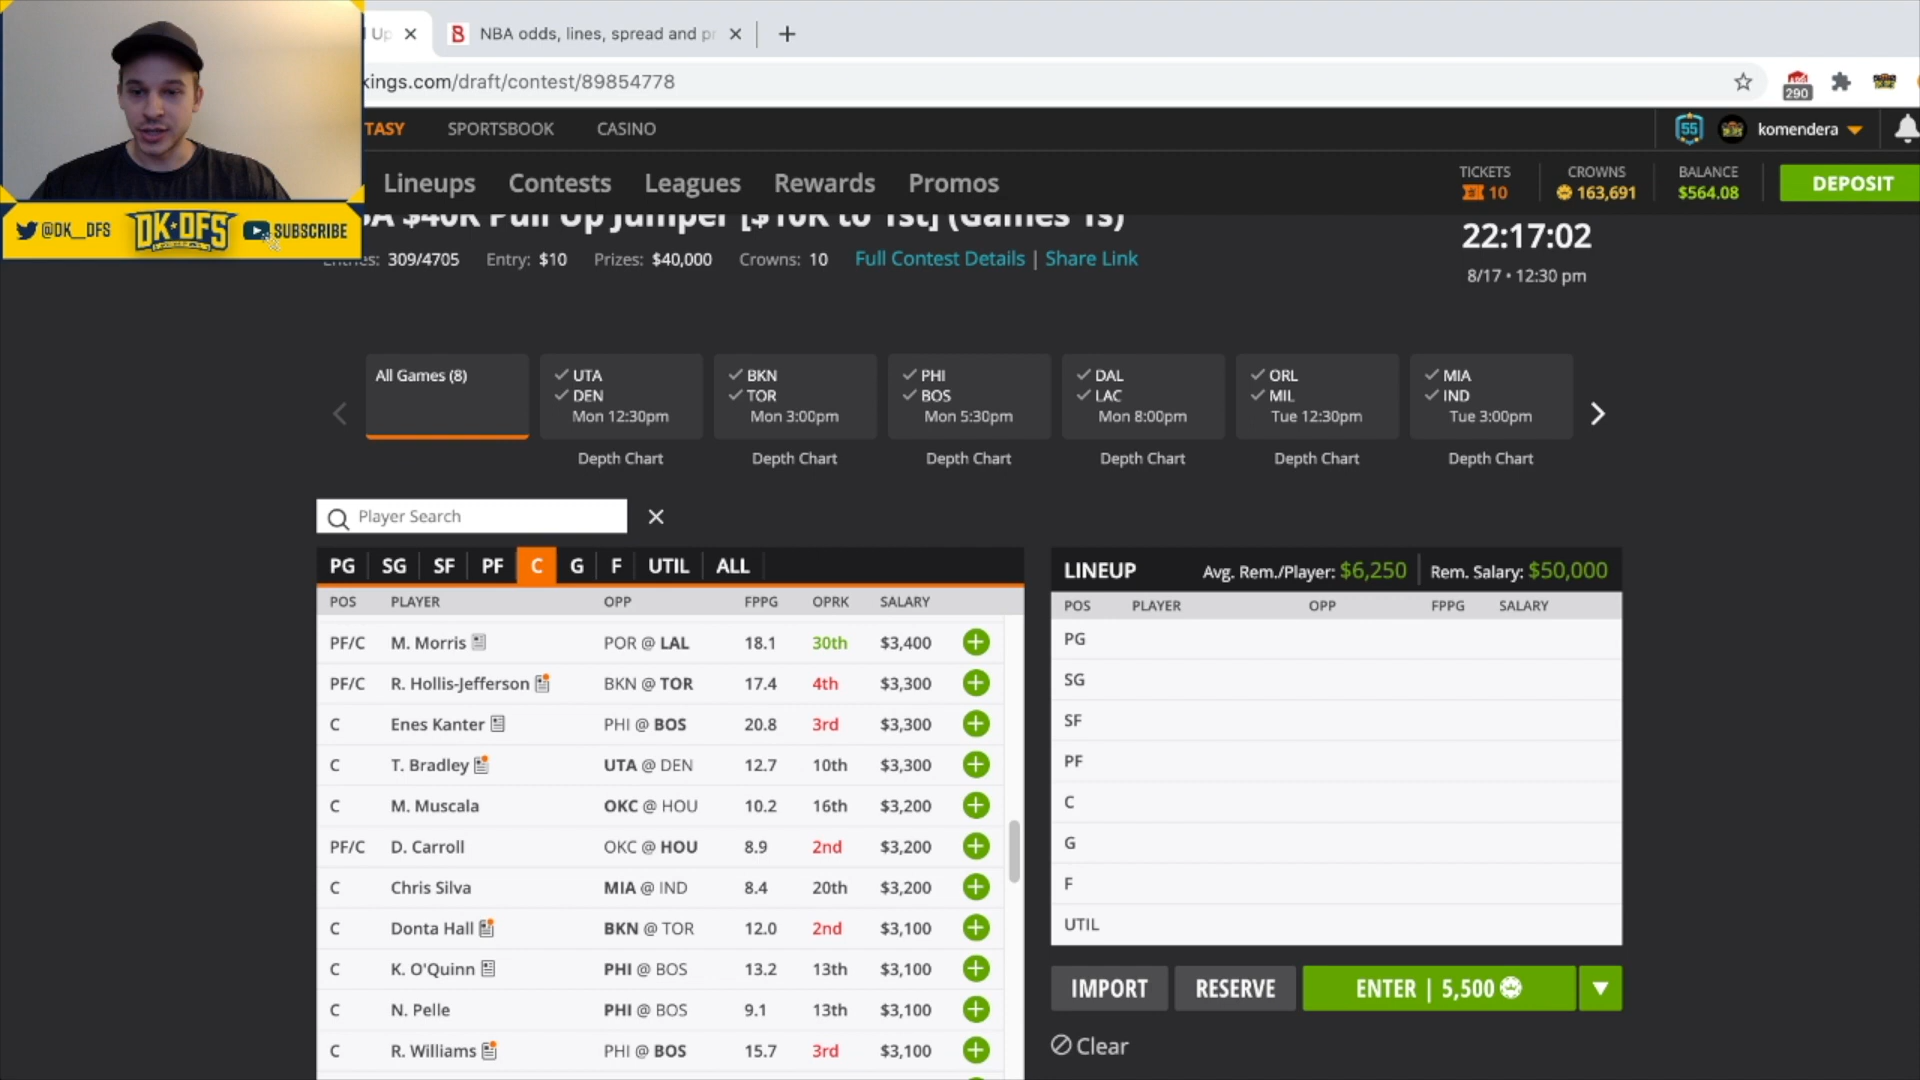 Up ×
B NBA odds, lines, spread and pr × +
kings.com/draft/contest/89854778
290
TASY SPORTSBOOK CASINO
55 komendera
Lineups Contests Leagues Rewards Promos
TICKETS 10
CROWNS 163,691
BALANCE $564.08
DEPOSIT
@DK__DFS DK DFS SUBSCRIBE
$40K Pull Up Jumper [$10K to 1st] (Games 1s)
Entries: 309/4705 Entry: $10 Prizes: $40,000 Crowns: 10 Full Contest Details | Share Link
22:17:02
8/17 • 12:30 pm
All Games (8)
UTA DEN Mon 12:30pm
BKN TOR Mon 3:00pm
PHI BOS Mon 5:30pm
DAL LAC Mon 8:00pm
ORL MIL Tue 12:30pm
MIA IND Tue 3:00pm
Depth Chart Depth Chart Depth Chart Depth Chart Depth Chart Depth Chart
Player Search ×
PG SG SF PF C G F UTIL ALL
POS PLAYER OPP FPPG OPRK SALARY
PF/C M. Morris POR @ LAL 18.1 30th $3,400
PF/C R. Hollis-Jefferson BKN @ TOR 17.4 4th $3,300
C Enes Kanter PHI @ BOS 20.8 3rd $3,300
C T. Bradley UTA @ DEN 12.7 10th $3,300
C M. Muscala OKC @ HOU 10.2 16th $3,200
PF/C D. Carroll OKC @ HOU 8.9 2nd $3,200
C Chris Silva MIA @ IND 8.4 20th $3,200
C Donta Hall BKN @ TOR 12.0 2nd $3,100
C K. O'Quinn PHI @ BOS 13.2 13th $3,100
C N. Pelle PHI @ BOS 9.1 13th $3,100
C R. Williams PHI @ BOS 15.7 3rd $3,100
LINEUP Avg. Rem./Player: $6,250 Rem. Salary: $50,000
POS PLAYER OPP FPPG SALARY
PG
SG
SF
PF
C
G
F
UTIL
IMPORT RESERVE ENTER | 5,500
Clear